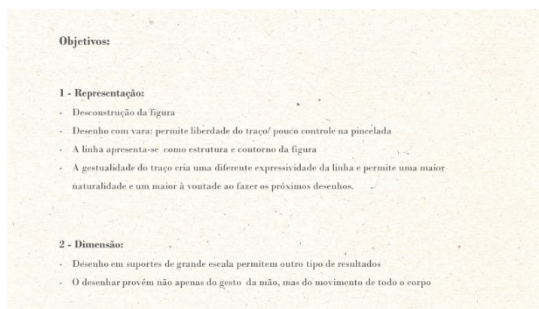 Objetivos:
1 - Representação:
- Desconstrução da figura
- Desenho com vara: permite liberdade do traço/ pouco controle na pincelada
- A linha apresenta-se como estrutura e contorno da figura
- A gestualidade do traço cria uma diferente expressividade da linha e permite uma maior
naturalidade e um maior à vontade ao fazer os próximos desenhos.
2 - Dimensão:
- Desenho em suportes de grande escala permitem outro tipo de resultados
- O desenhar provém não apenas do gesto da mão, mas do movimento de todo o corpo